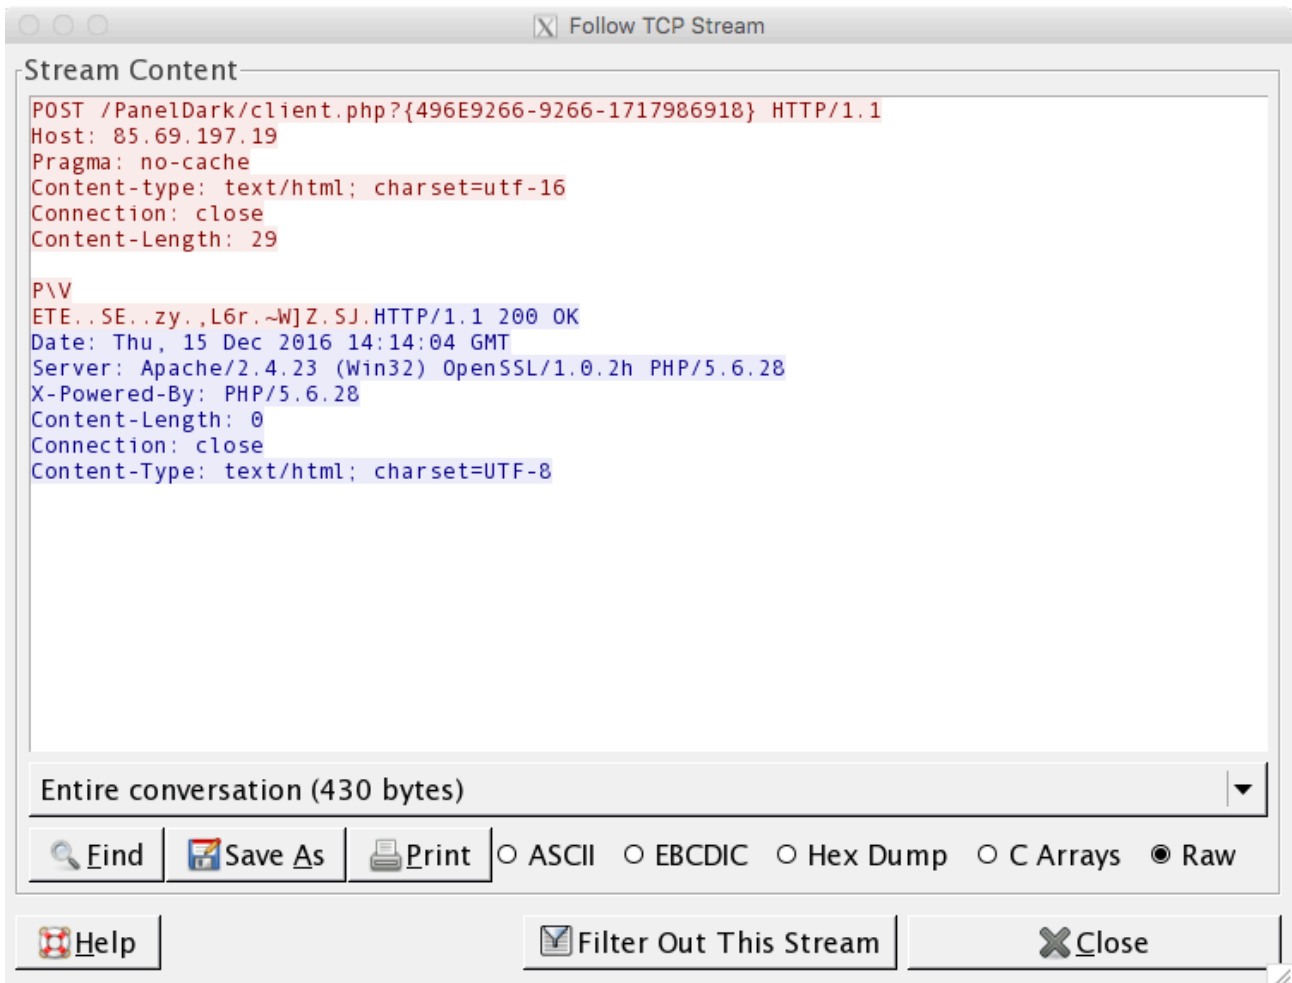 Follow TCP Stream
Stream Content
POST /PanelDark/client.php?{496E9266-9266-1717986918} HTTP/1.1
Host: 85.69.197.19
Pragma: no-cache
Content-type: text/html; charset=utf-16
Connection: close
Content-Length: 29
P\V
ETE..SE..zy.,L6r.~W]Z.SJ.HTTP/1.1 200 OK
Date: Thu, 15 Dec 2016 14:14:04 GMT
Server: Apache/2.4.23 (Win32) OpenSSL/1.0.2h PHP/5.6.28
X-Powered-By: PHP/5.6.28
Content-Length: 0
Connection: close
Content-Type: text/html; charset=UTF-8
Entire conversation (430 bytes)
Find Save As Print ASCII EBCDIC Hex Dump C Arrays Raw
Help Filter Out This Stream Close